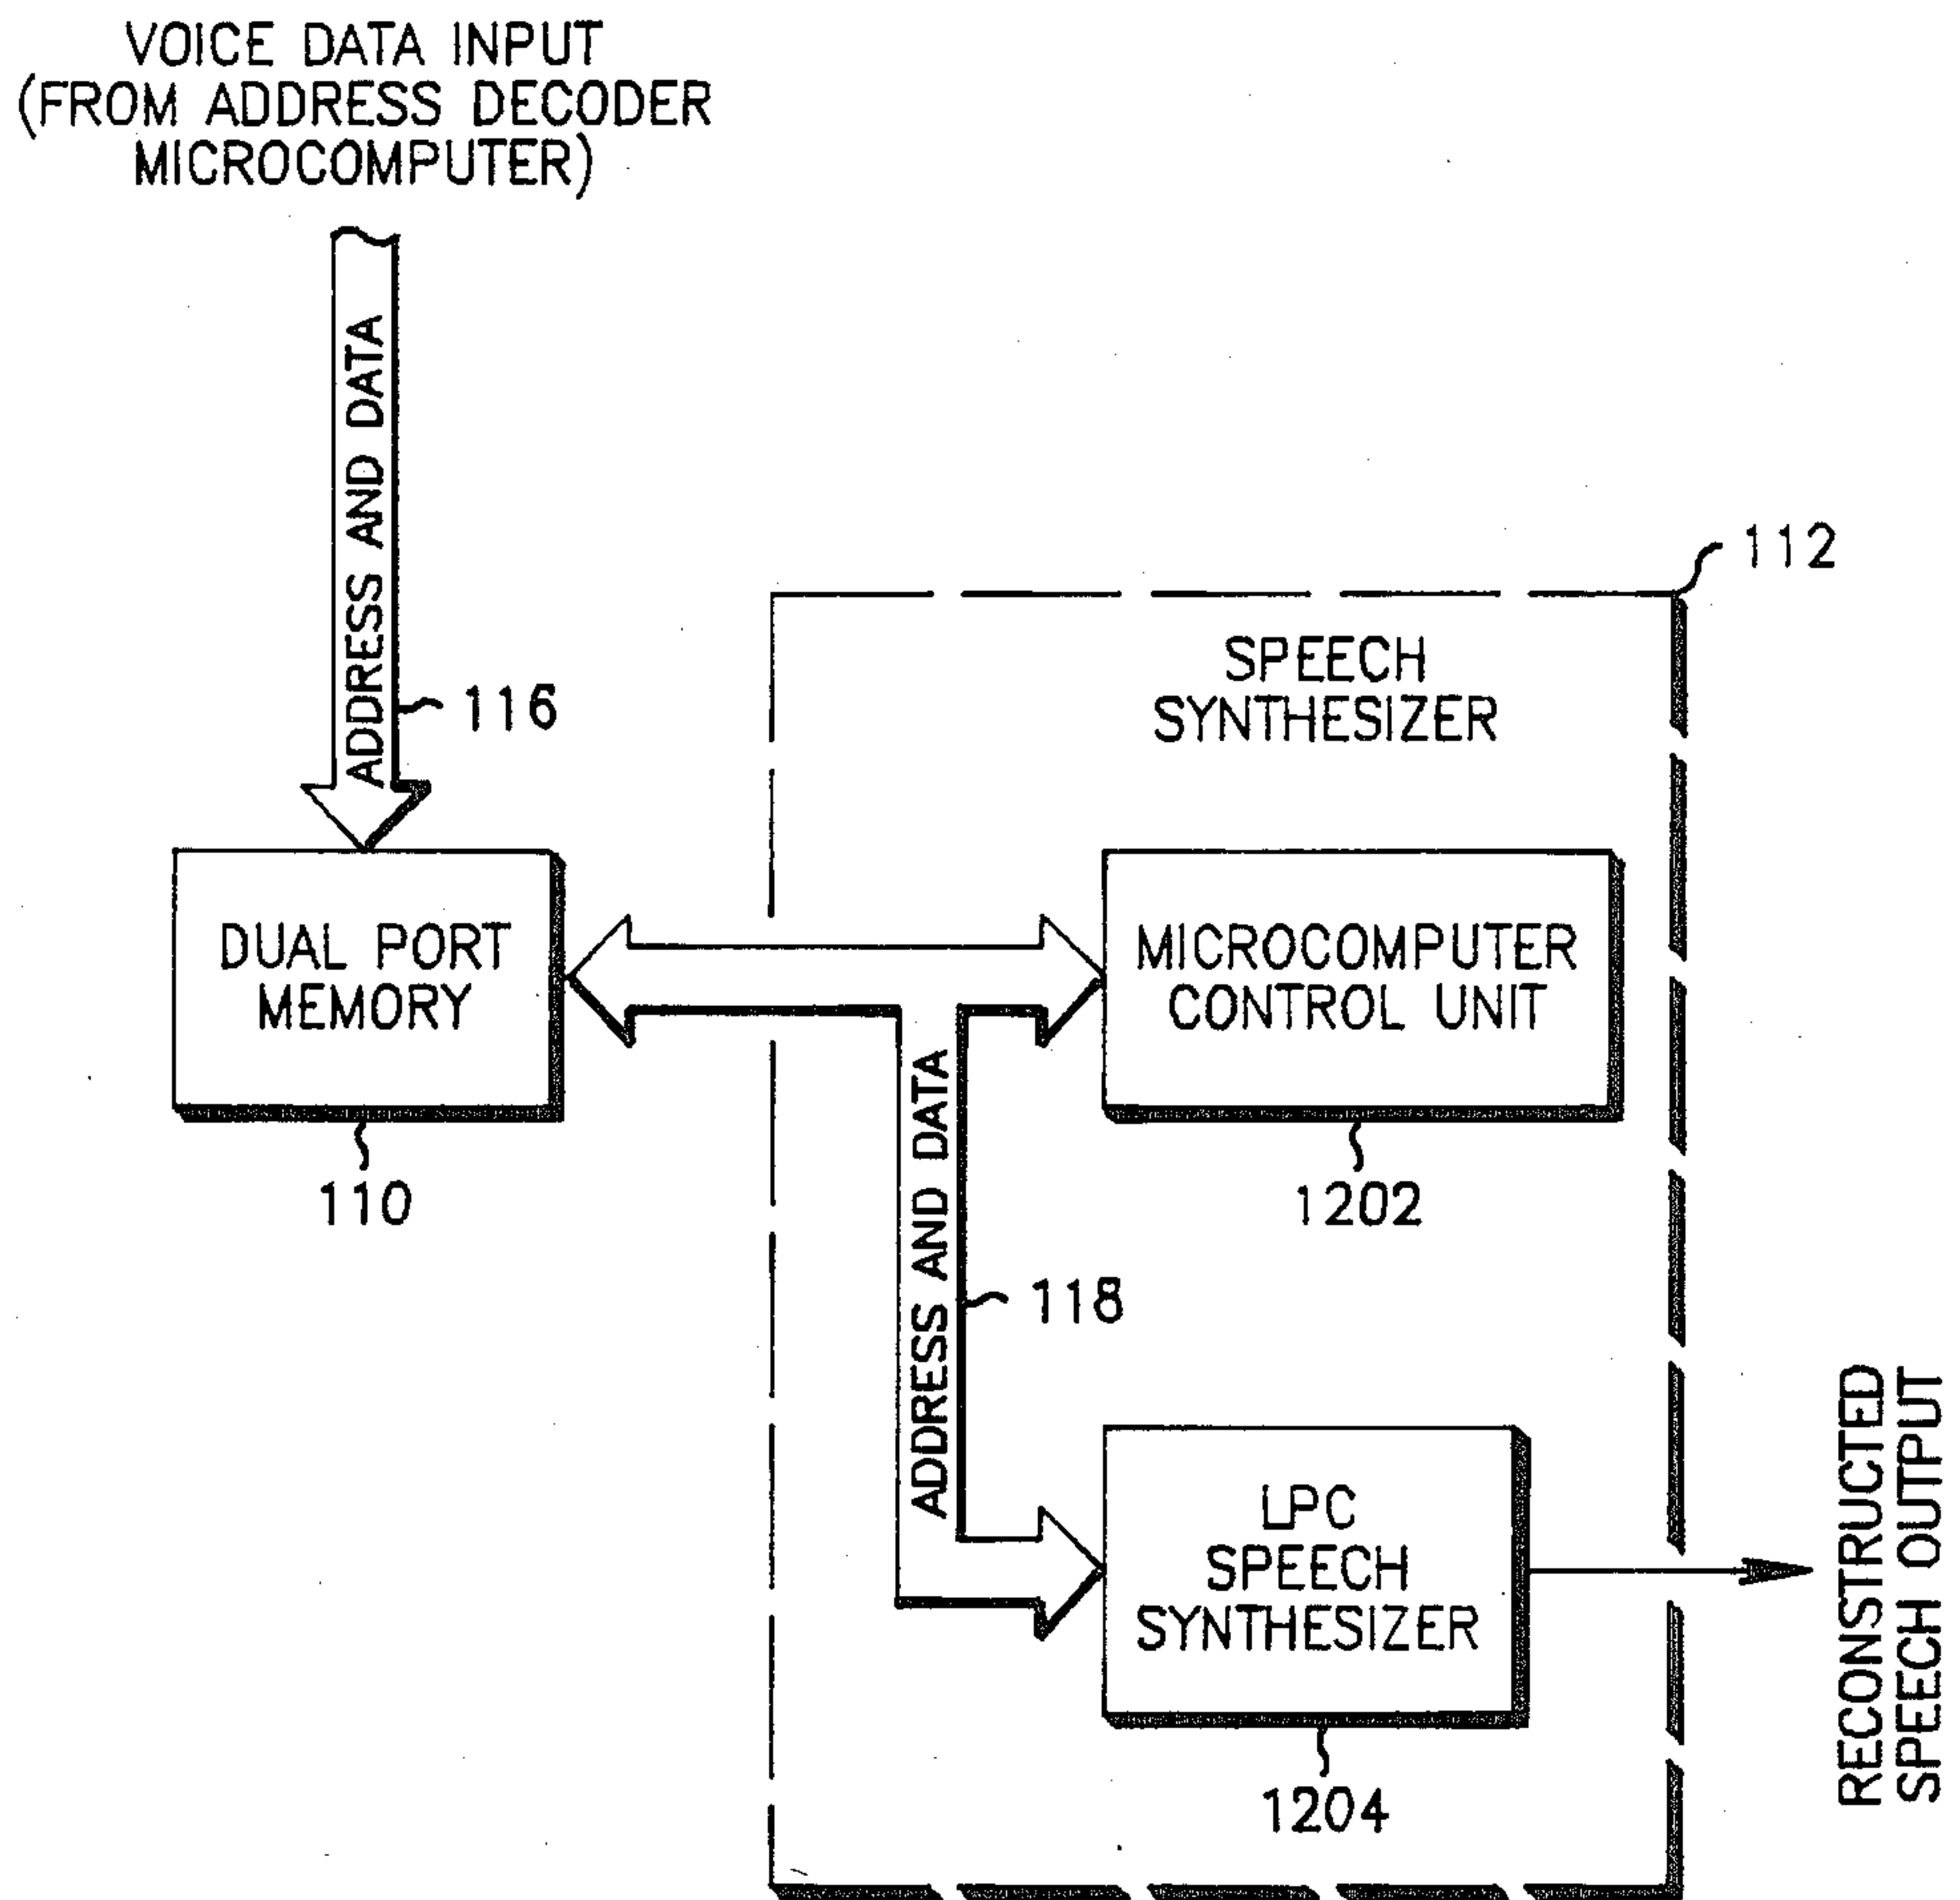 VOICE DATA INPUT
(FROM ADDRESS DECODER
MICROCOMPUTER)
ADDRESS AND DATA
116
112
SPEECH
SYNTHESIZER
DUAL PORT
MEMORY
110
MICROCOMPUTER
CONTROL UNIT
1202
ADDRESS AND DATA
118
LPC
SPEECH
SYNTHESIZER
1204
RECONSTRUCTED
SPEECH OUTPUT